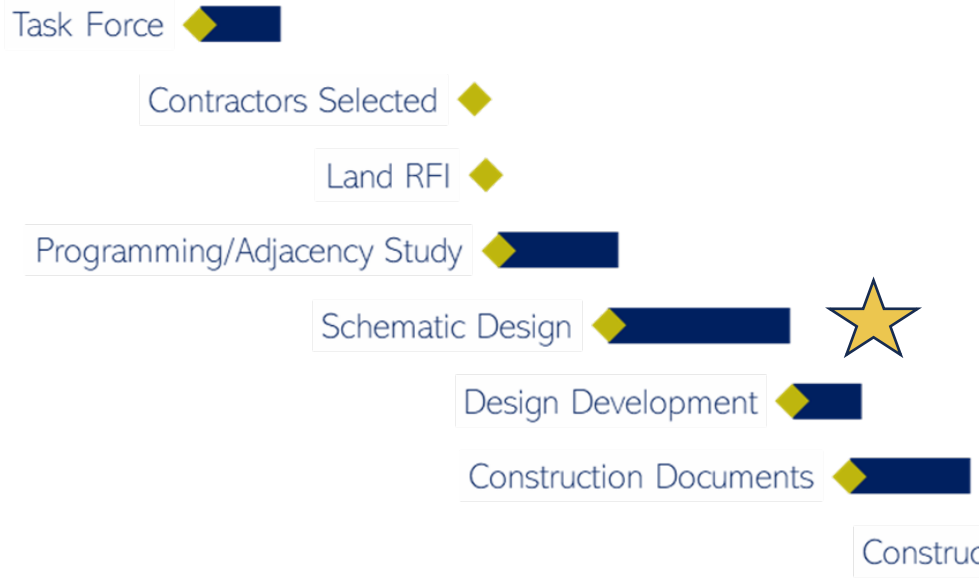 Task Force
Contractors Selected
Land RFI
Programming/Adjacency Study
Schematic Design
Design Development
Construction Documents